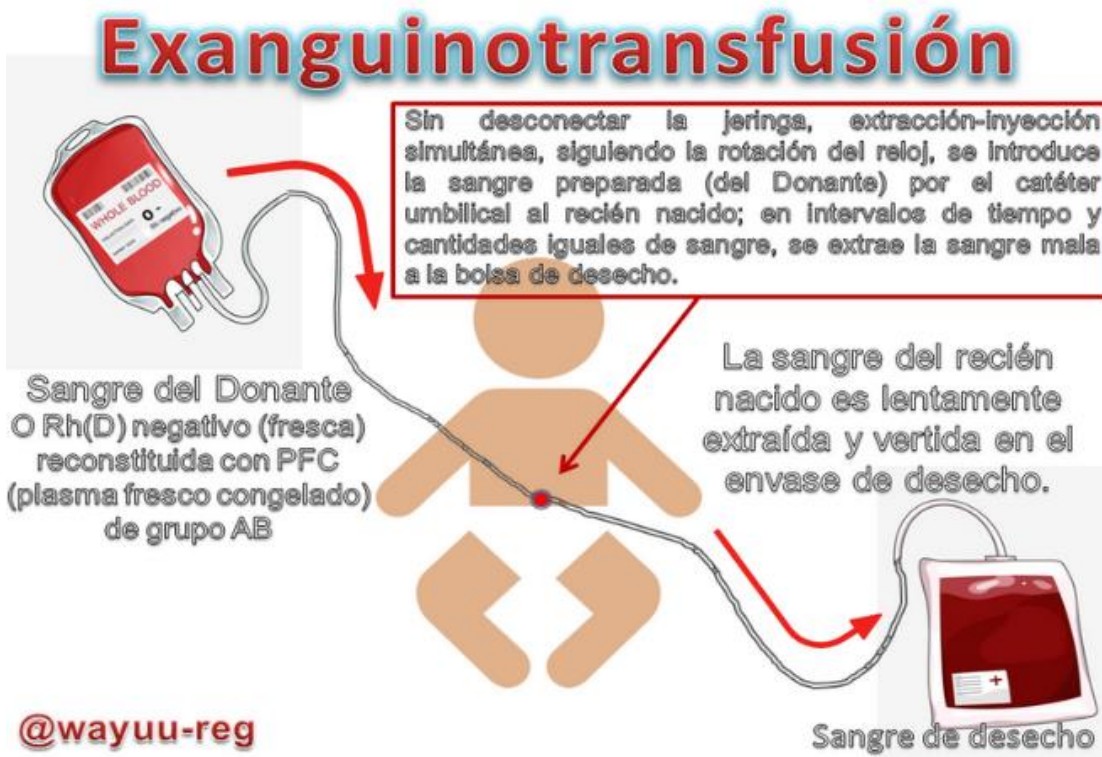 Exanguinotransfusión
Sin desconectar la jeringa, extracción-inyección
simultánea, siguiendo la rotación del reloj, se introduce
la sangre preparada (del Donante) por el catéter
umbilical al recién nacido; en intervalos de tiempo y
cantidades iguales de sangre, se extrae la sangre mala
a la bolsa de desecho.
WHOLE BLOOD
O -
Rh negative
Sangre del Donante
O Rh(D) negativo (fresca)
reconstituida con PFC
(plasma fresco congelado)
de grupo AB
La sangre del recién
nacido es lentamente
extraída y vertida en el
envase de desecho.
@wayuu-reg
Sangre de desecho